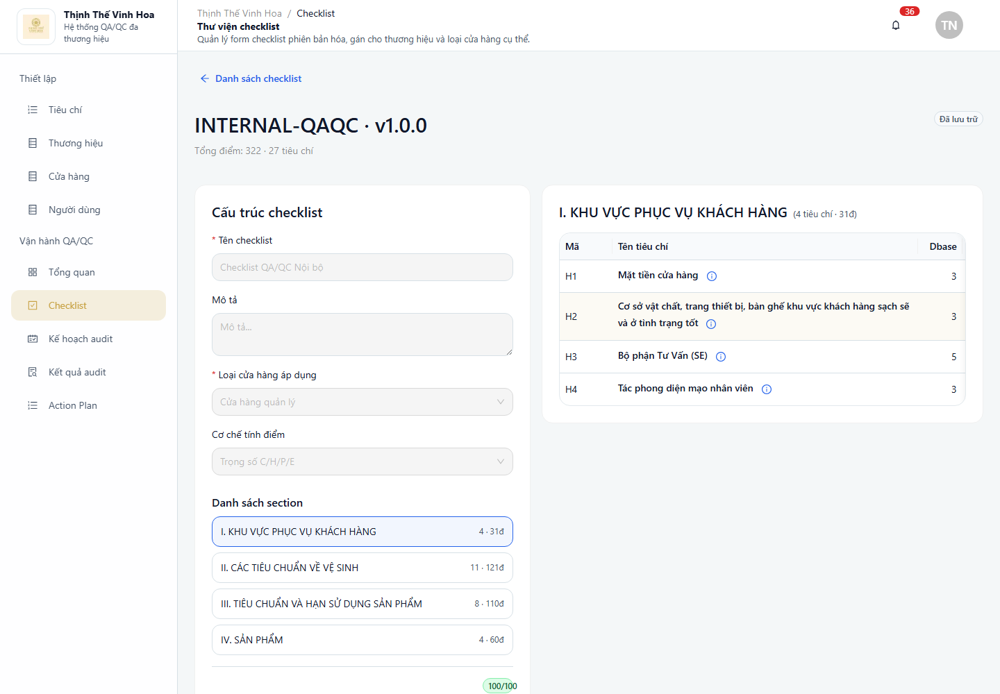 Thịnh Thế Vinh Hoa
Hệ thống QA/QC đa
thương hiệu
Thiết lập
Tiêu chí
Thương hiệu
Cửa hàng
Người dùng
Vận hành QA/QC
Tổng quan
Checklist
Kế hoạch audit
Kết quả audit
Action Plan
Thịnh Thế Vinh Hoa / Checklist
Thư viện checklist
Quản lý form checklist phiên bản hóa, gán cho thương hiệu và loại cửa hàng cụ thể.
36
TN
Danh sách checklist
INTERNAL-QAQC · v1.0.0
Đã lưu trữ
Tổng điểm: 322 · 27 tiêu chí
Cấu trúc checklist
* Tên checklist
Checklist QA/QC Nội bộ
Mô tả
Mô tả...
* Loại cửa hàng áp dụng
Cửa hàng quản lý
Cơ chế tính điểm
Trọng số C/H/P/E
Danh sách section
I. KHU VỰC PHỤC VỤ KHÁCH HÀNG 4 · 31đ
II. CÁC TIÊU CHUẨN VỀ VỆ SINH 11 · 121đ
III. TIÊU CHUẨN VÀ HẠN SỬ DỤNG SẢN PHẨM 8 · 110đ
IV. SẢN PHẨM 4 · 60đ
100/100
I. KHU VỰC PHỤC VỤ KHÁCH HÀNG (4 tiêu chí · 31đ)
Mã Tên tiêu chí Dbase
H1 Mặt tiền cửa hàng 3
H2 Cơ sở vật chất, trang thiết bị, bàn ghế khu vực khách hàng sạch sẽ
và ở tình trạng tốt 3
H3 Bộ phận Tư Vấn (SE) 5
H4 Tác phong diện mạo nhân viên 3